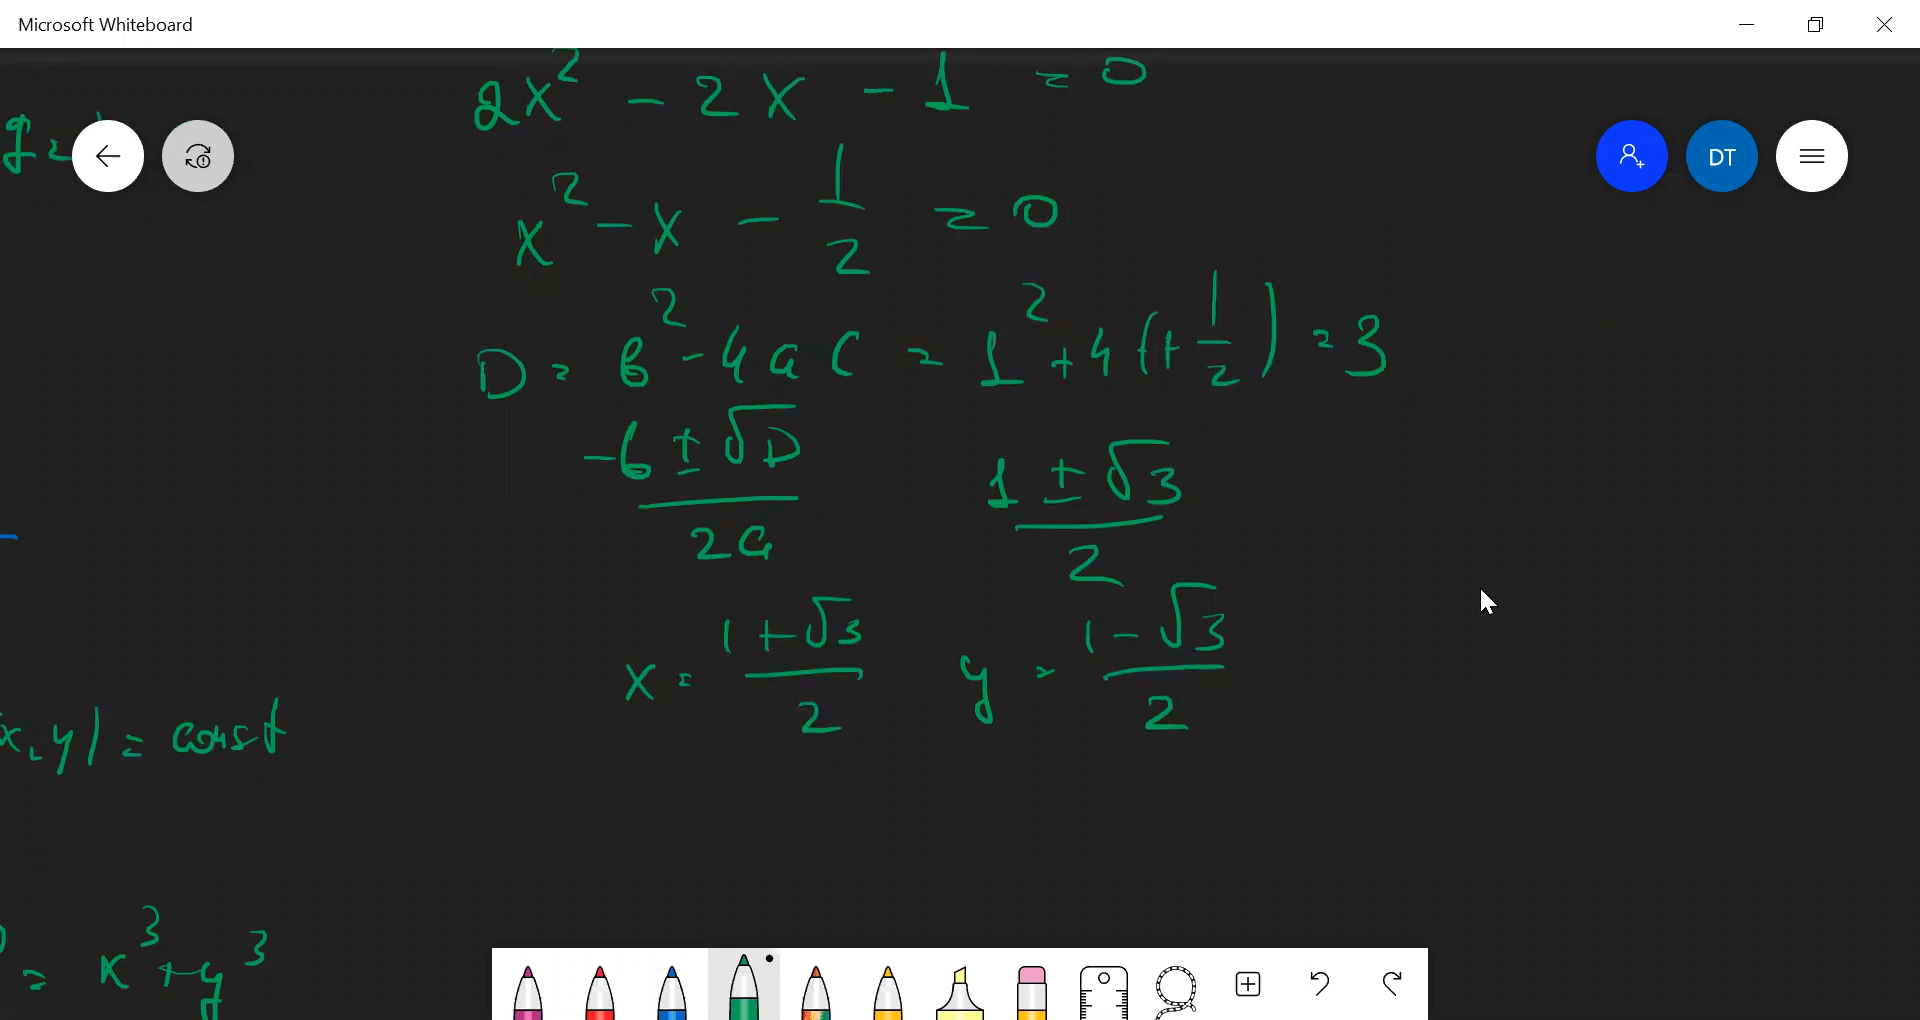 Microsoft Whiteboard
2x² - 2x - 1 = 0
g =
x² - x - 1/2 = 0
DT
D = b² - 4ac = 1² + 4(+1/2) = 3
-b ± √D / 2a
1 ± √3 / 2
x = 1 + √3 / 2
y = 1 - √3 / 2
x, y) = const
= x³ + y³